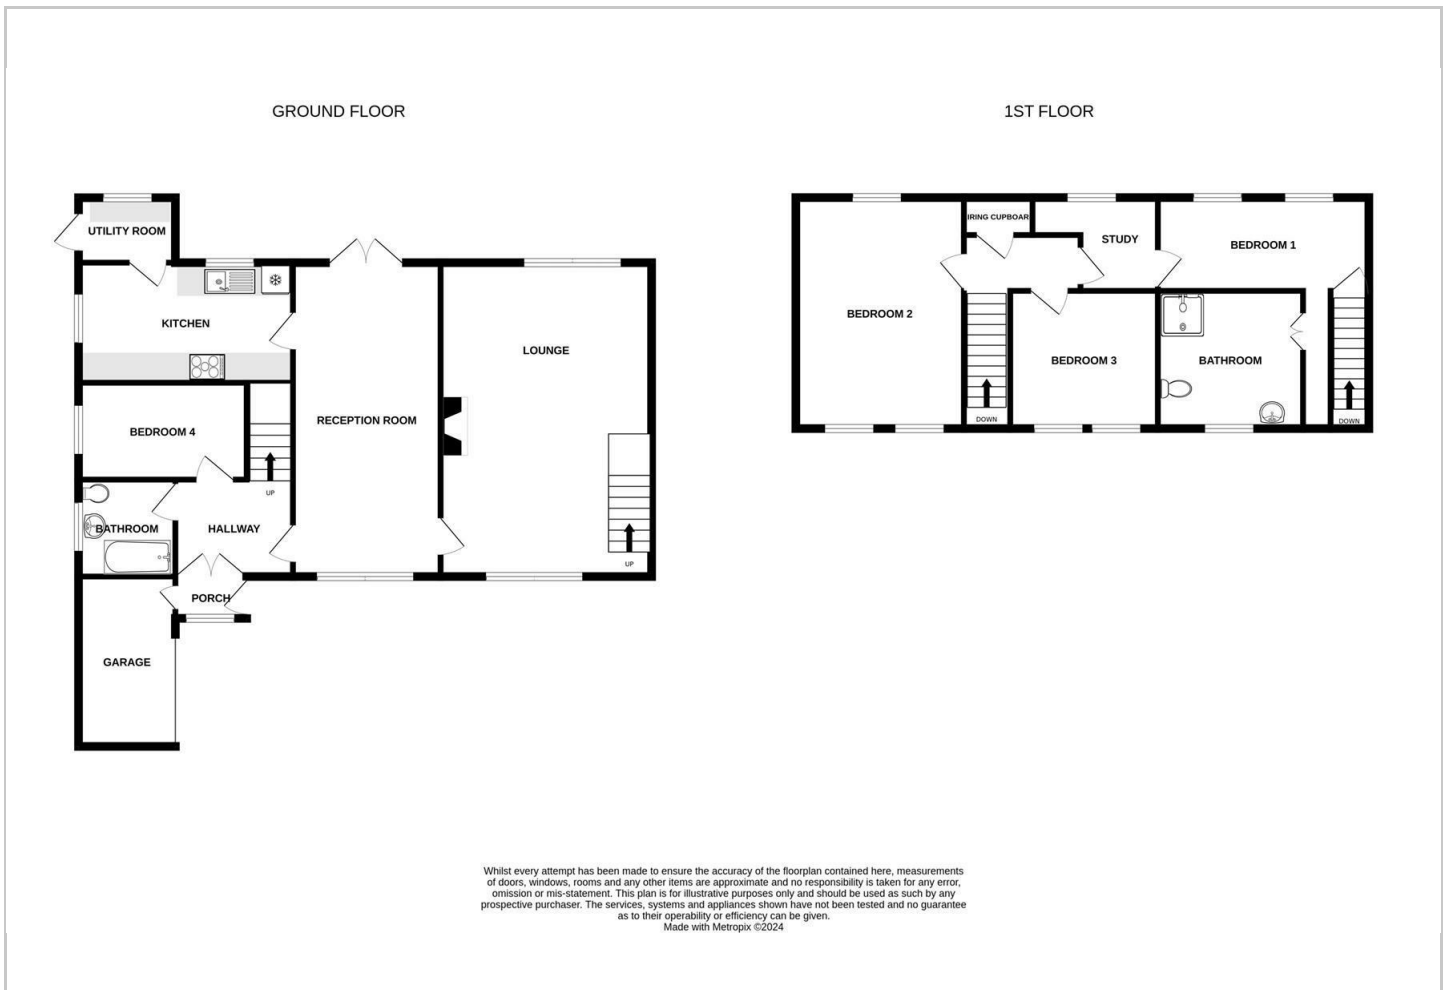 GROUND FLOOR
1ST FLOOR
UTILITY ROOM
KITCHEN
BEDROOM 4
UP
BATHROOM
HALLWAY
PORCH
GARAGE
RECEPTION ROOM
LOUNGE
UP
IRING CUPBOAR
STUDY
BEDROOM 1
BEDROOM 2
BEDROOM 3
BATHROOM
DOWN
DOWN
Whilst every attempt has been made to ensure the accuracy of the floorplan contained here, measurements
of doors, windows, rooms and any other items are approximate and no responsibility is taken for any error,
omission or mis-statement. This plan is for illustrative purposes only and should be used as such by any
prospective purchaser. The services, systems and appliances shown have not been tested and no guarantee
as to their operability or efficiency can be given.
Made with Metropix ©2024